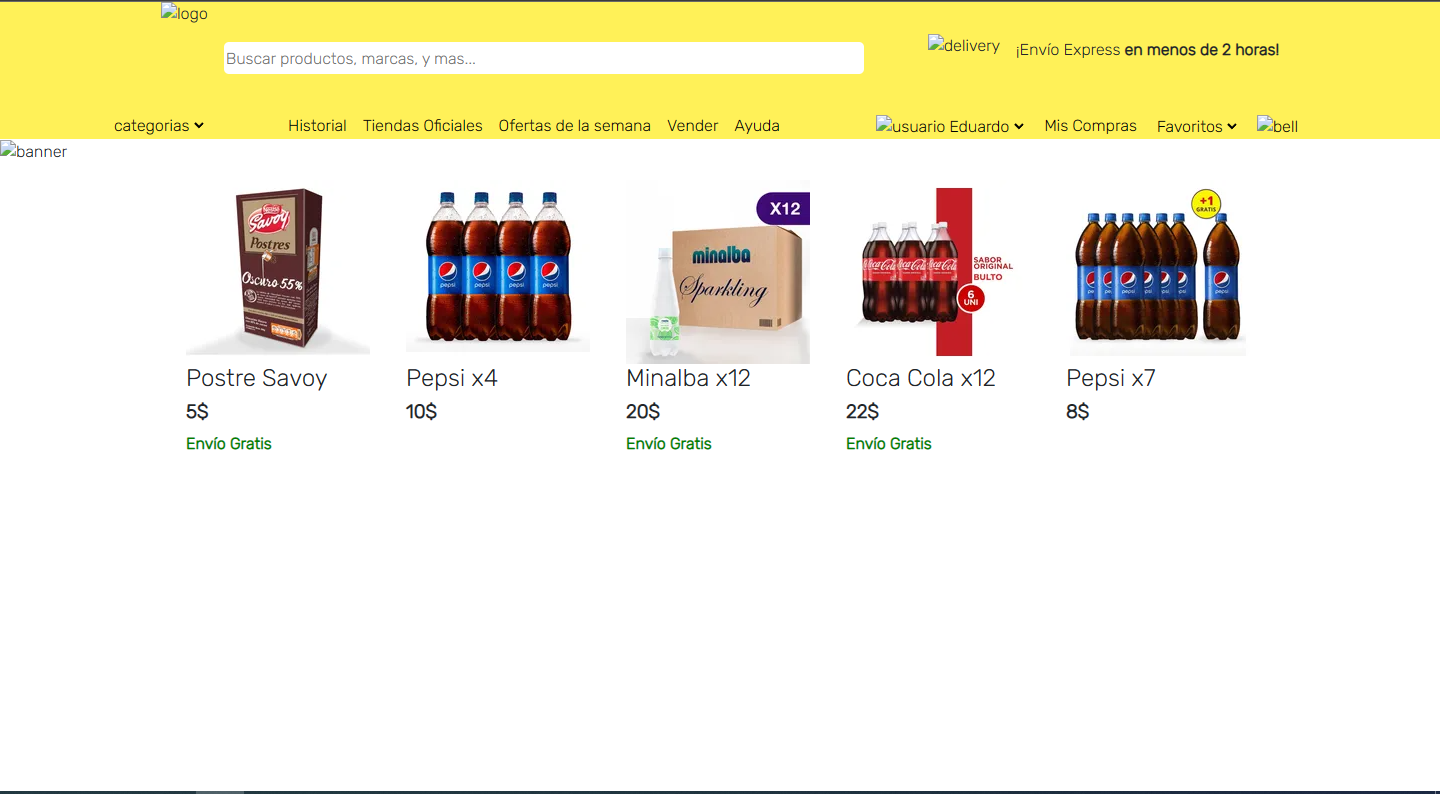 logo
Buscar productos, marcas, y mas...
delivery
¡Envío Express en menos de 2 horas!
categorias
Historial
Tiendas Oficiales
Ofertas de la semana
Vender
Ayuda
usuario Eduardo
Mis Compras
Favoritos
bell
banner
Savoy
Postres
Oscuro 55%
pepsi
pepsi
pepsi
pepsi
X12
minalba
Sparkling
Coca-Cola
Coca-Cola
Coca-Cola
SABOR
ORIGINAL
BULTO
6
UNI
+1
GRATIS
pepsi
pepsi
pepsi
pepsi
pepsi
pepsi
pepsi
Postre Savoy
Pepsi x4
Minalba x12
Coca Cola x12
Pepsi x7
5$
10$
20$
22$
8$
Envío Gratis
Envío Gratis
Envío Gratis